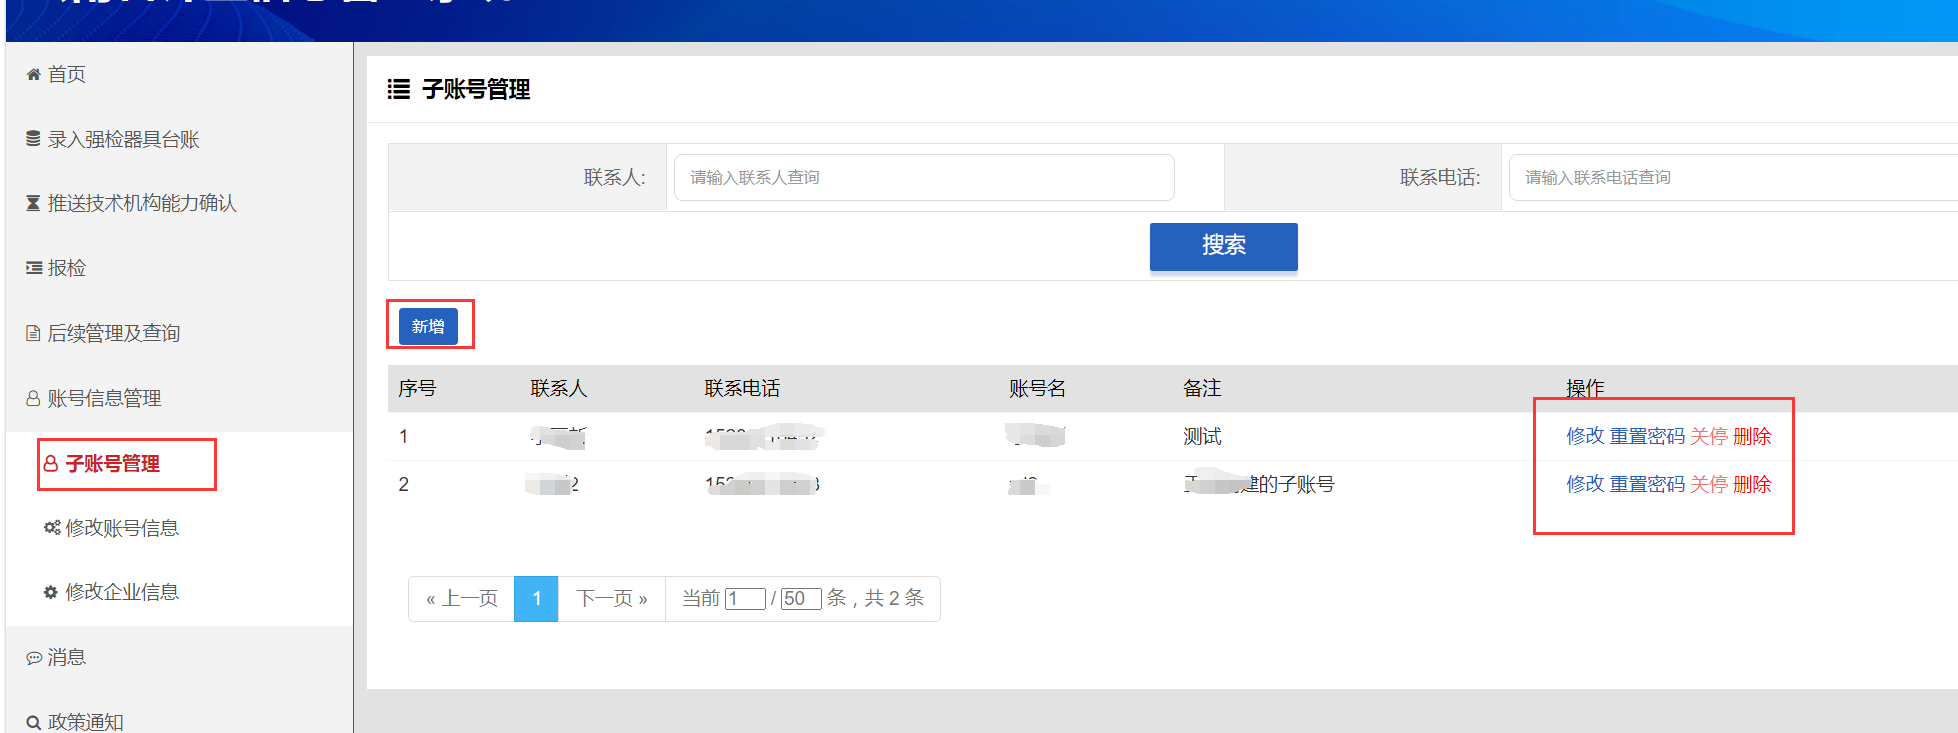 首页
录入强检器具台账
推送技术机构能力确认
报检
后续管理及查询
账号信息管理
子账号管理
修改账号信息
修改企业信息
消息
政策通知
子账号管理
联系人: 请输入联系人查询 联系电话: 请输入联系电话查询
搜索
新增
序号 联系人 联系电话 账号名 备注 操作
1 测试 修改 重置密码 关停 删除
2 建的子账号 修改 重置密码 关停 删除
« 上一页 1 下一页 » 当前 1 / 50 条，共 2 条